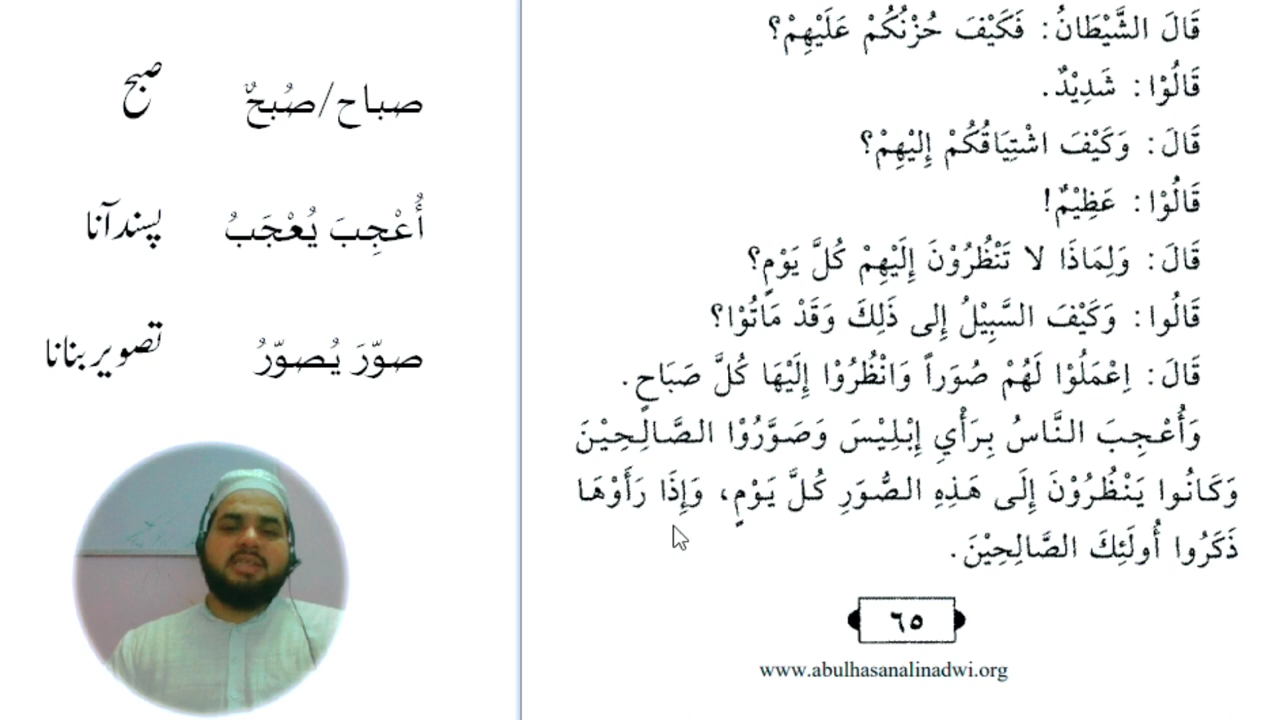 قَالَ الشَّيْطَانُ: فَكَيْفَ حُزْنُكُمْ عَلَيْهِمْ؟
قَالُوْا: شَدِيْدٌ.
قَالَ: وَكَيْفَ اشْتِيَاقُكُمْ إِلَيْهِمْ؟
قَالُوْا: عَظِيْمٌ!
قَالَ: وَلِمَاذَا لا تَنْظُرُوْنَ إِلَيْهِمْ كُلَّ يَوْمٍ؟
قَالُوا: وَكَيْفَ السَّبِيْلُ إِلى ذَلِكَ وَقَدْ مَاتُوْا؟
قَالَ: اِعْمَلُوْا لَهُمْ صُوَراً وَانْظُرُوْا إِلَيْهَا كُلَّ صَبَاحٍ.
وَأُعْجِبَ النَّاسُ بِرَأْيِ إِبْلِيْسَ وَصَوَّرُوْا الصَّالِحِيْنَ
وَكَانُوا يَنْظُرُوْنَ إِلَى هَذِهِ الصُّوَرِ كُلَّ يَوْمٍ، وَإِذَا رَأَوْهَا
ذَكَرُوا أُولَئِكَ الصَّالِحِيْنَ.
٦٥
www.abulhasanalinadwi.org
صباح/صُبحٌ صبح
أُعْجِبَ يُعْجَبُ پسند آنا
صوّرَ يُصوّرُ تصویر بنانا